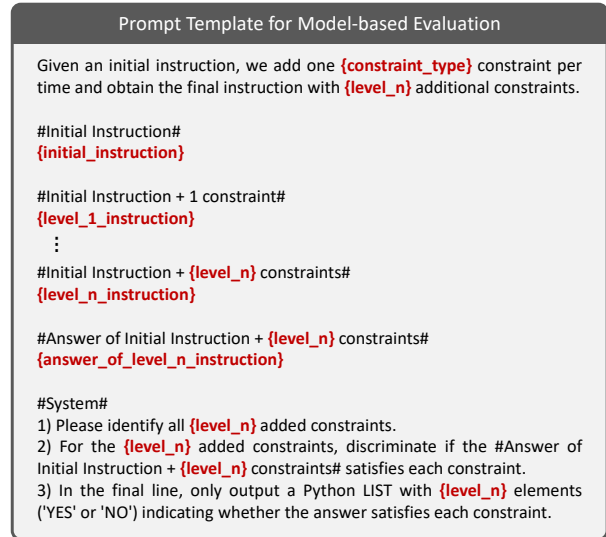 Prompt Template for Model-based Evaluation
Given an initial instruction, we add one {constraint_type} constraint per
time and obtain the final instruction with {level_n} additional constraints.
#Initial Instruction#
{initial_instruction}
#Initial Instruction + 1 constraint#
{level_1_instruction}
⋮
#Initial Instruction + {level_n} constraints#
{level_n_instruction}
#Answer of Initial Instruction + {level_n} constraints#
{answer_of_level_n_instruction}
#System#
1) Please identify all {level_n} added constraints.
2) For the {level_n} added constraints, discriminate if the #Answer of
Initial Instruction + {level_n} constraints# satisfies each constraint.
3) In the final line, only output a Python LIST with {level_n} elements
('YES' or 'NO') indicating whether the answer satisfies each constraint.